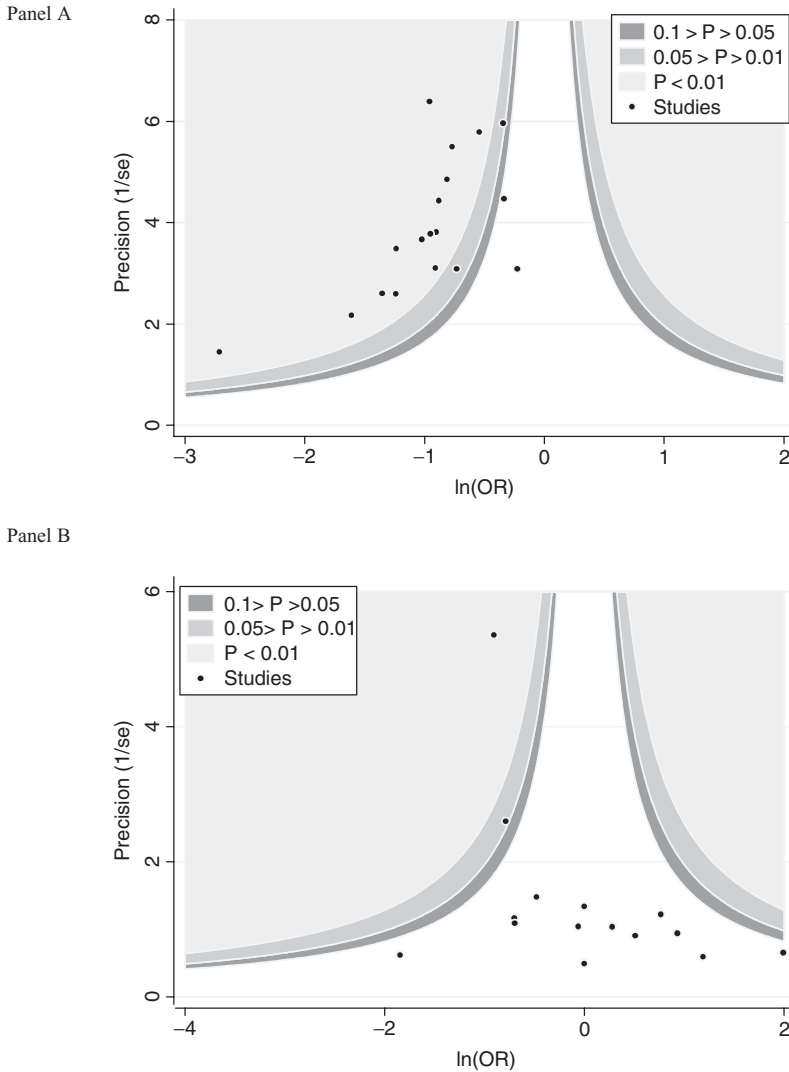 Panel A
8
6
4
2
0
Precision (1/se)
0.1 > P > 0.05
0.05 > P > 0.01
P < 0.01
Studies
−3 −2 −1 0 1 2
ln(OR)
Panel B
6
4
2
0
Precision (1/se)
0.1> P >0.05
0.05> P > 0.01
P < 0.01
Studies
−4 −2 0 2
ln(OR)